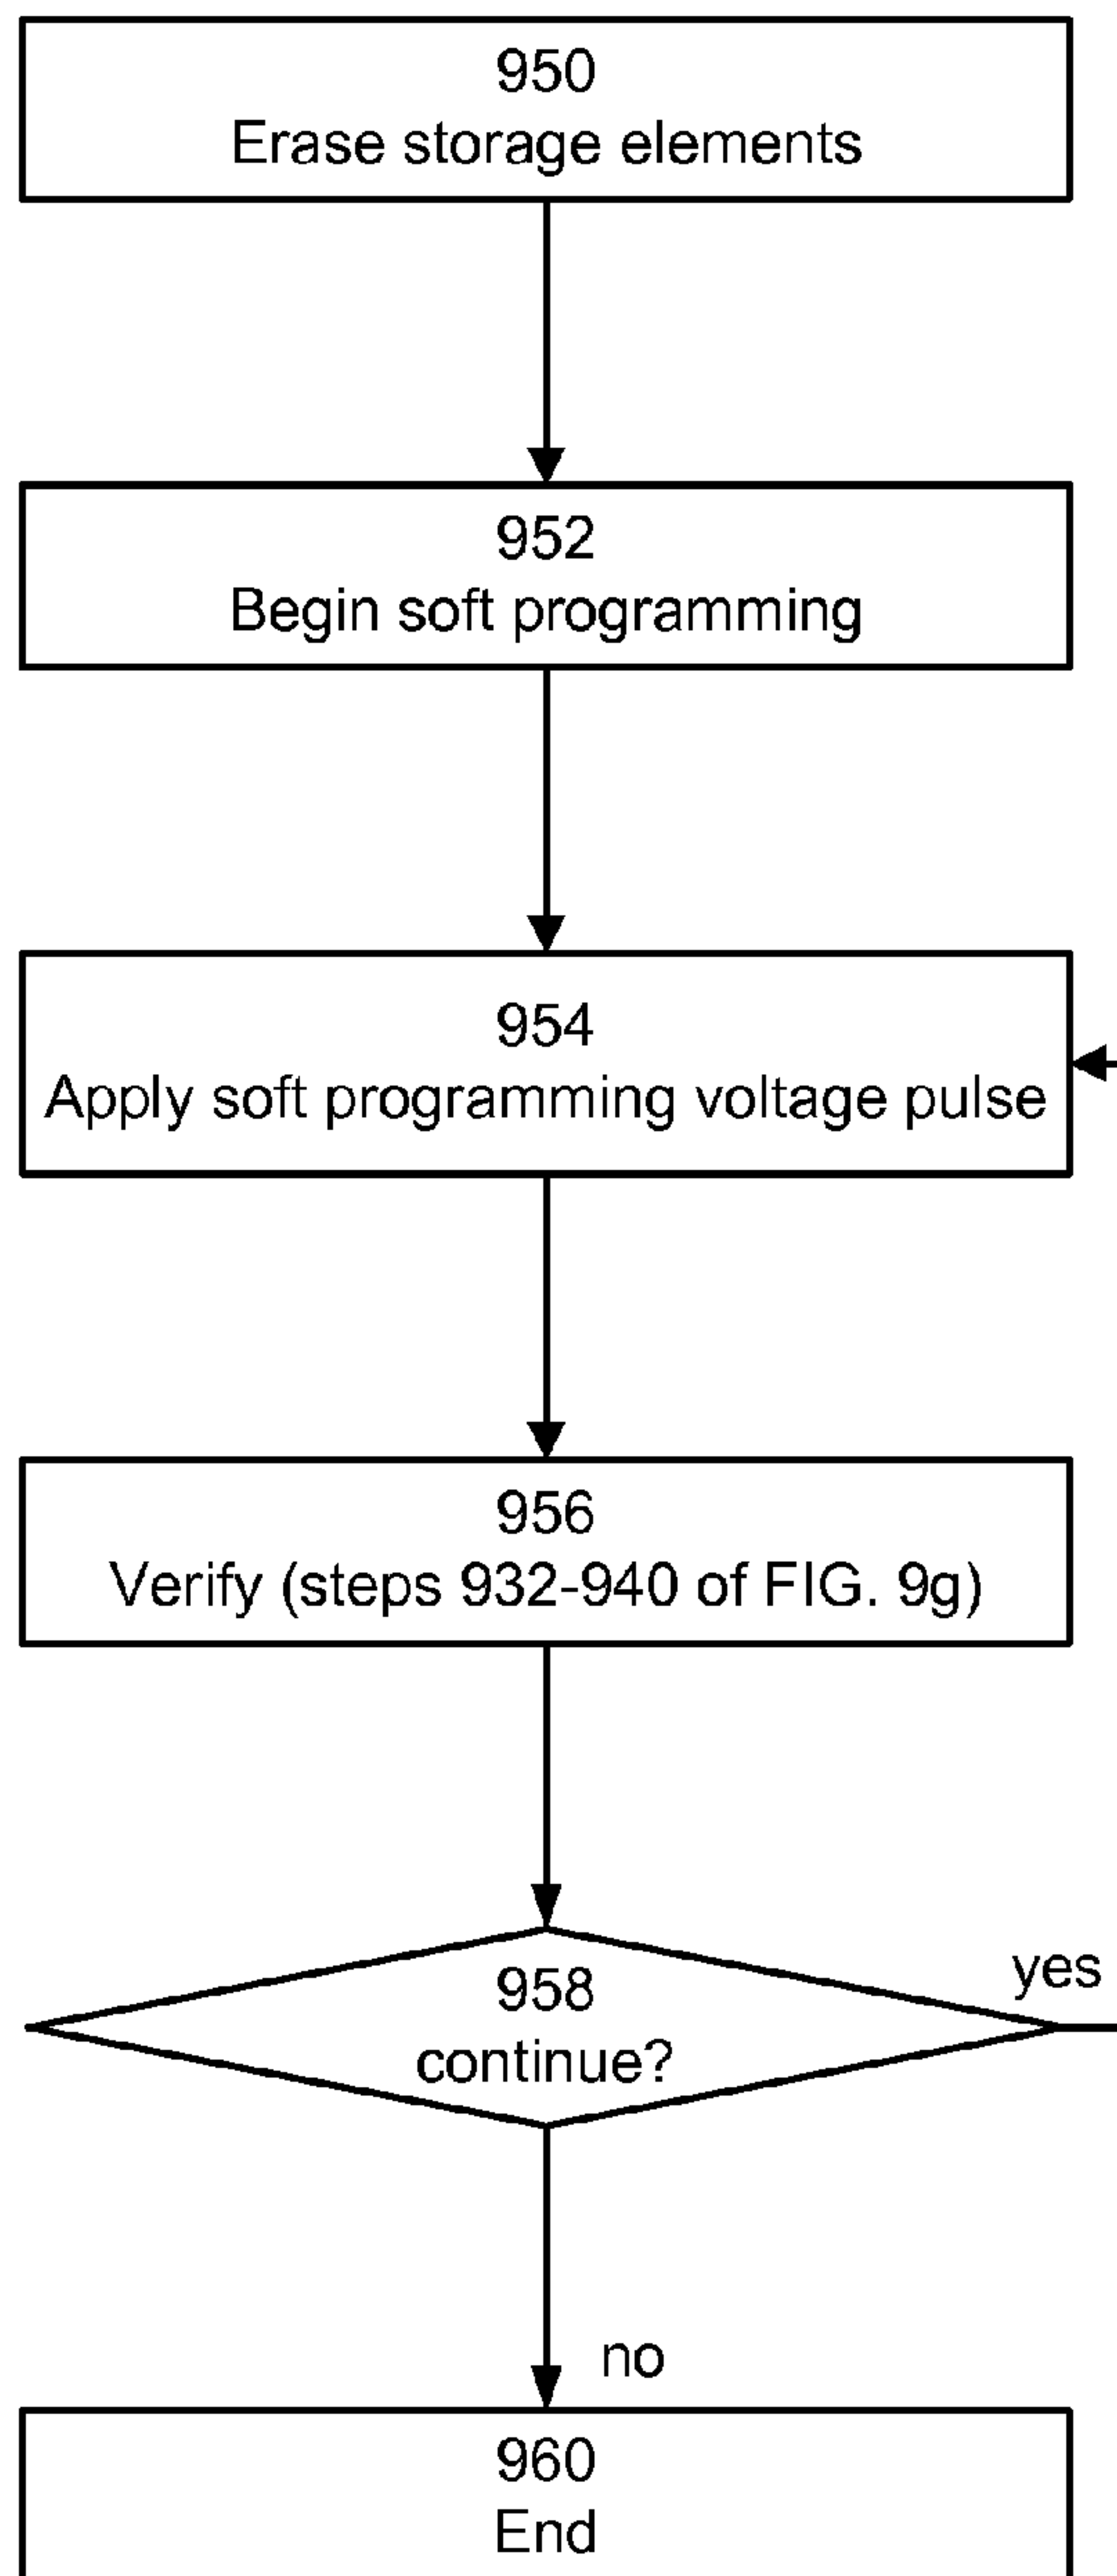 950
Erase storage elements
952
Begin soft programming
954
Apply soft programming voltage pulse
956
Verify (steps 932-940 of FIG. 9g)
958
continue?
yes
no
960
End